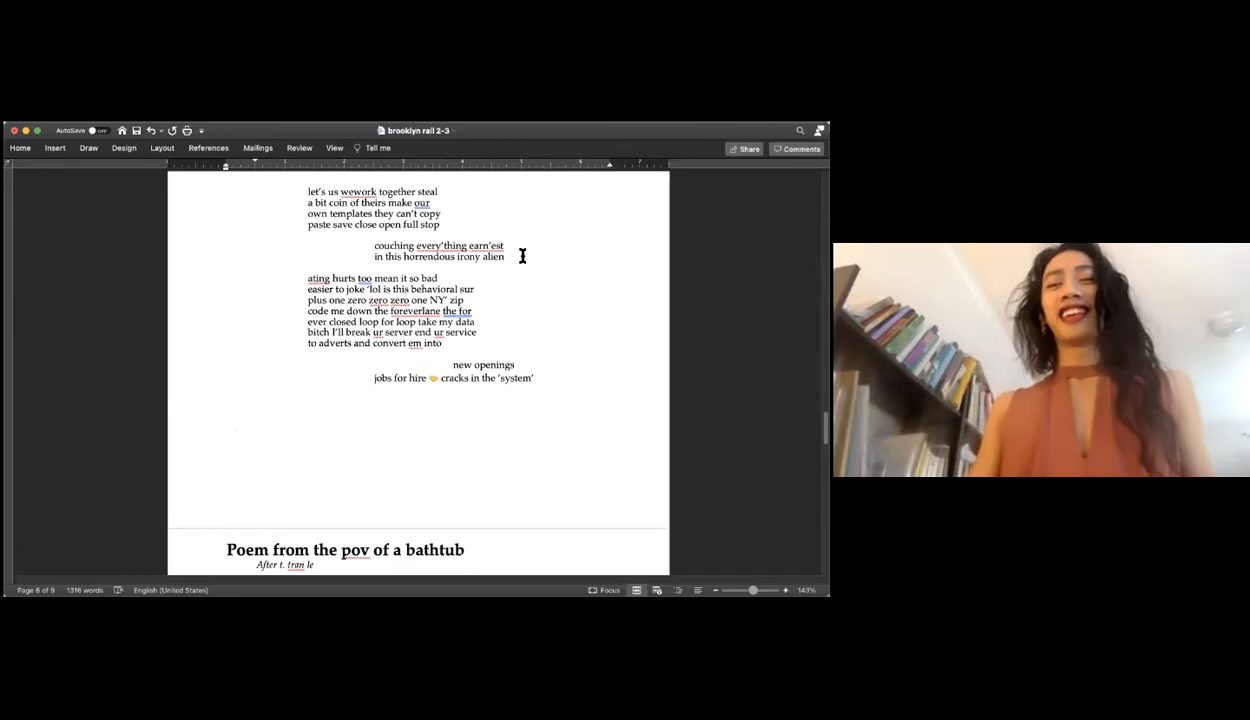 AutoSave OFF
brooklyn rail 2-3
Home Insert Draw Design Layout References Mailings Review View Tell me
Share Comments
let's us wework together steal
a bit coin of theirs make our
own templates they can't copy
paste save close open full stop
couching every'thing earn'est
in this horrendous irony alien
ating hurts too mean it so bad
easier to joke 'lol is this behavioral sur
plus one zero zero zero one NY' zip
code me down the foreverlane the for
ever closed loop for loop take my data
bitch I'll break ur server end ur service
to adverts and convert em into
new openings
jobs for hire 🤝 cracks in the 'system'
Poem from the pov of a bathtub
After t. tran le
Page 6 of 9 1316 words English (United States) Focus 143%